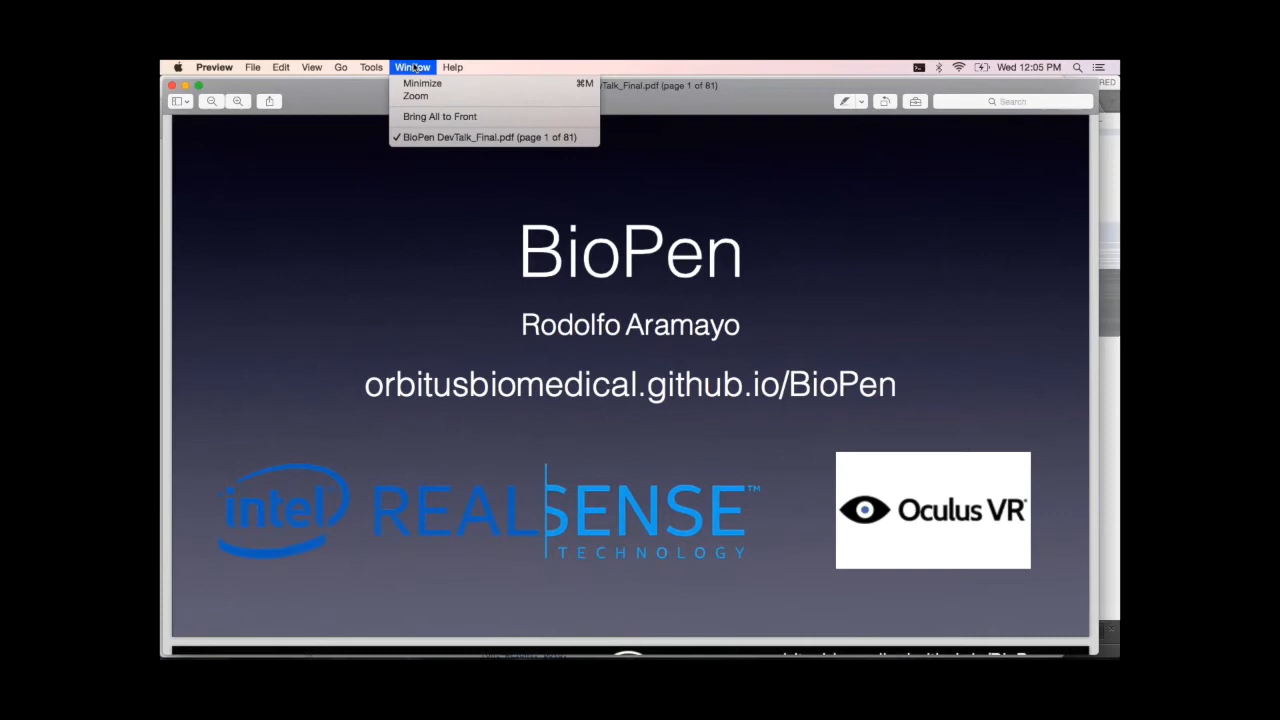 Preview File Edit View Go Tools Window Help Wed 12:05 PM
Minimize ⌘M
Talk_Final.pdf (page 1 of 81)
RED
Zoom
Search
Bring All to Front
✓ BioPen DevTalk_Final.pdf (page 1 of 81)
BioPen
Rodolfo Aramayo
orbitusbiomedical.github.io/BioPen
intel REALSENSE™
TECHNOLOGY
Oculus VR